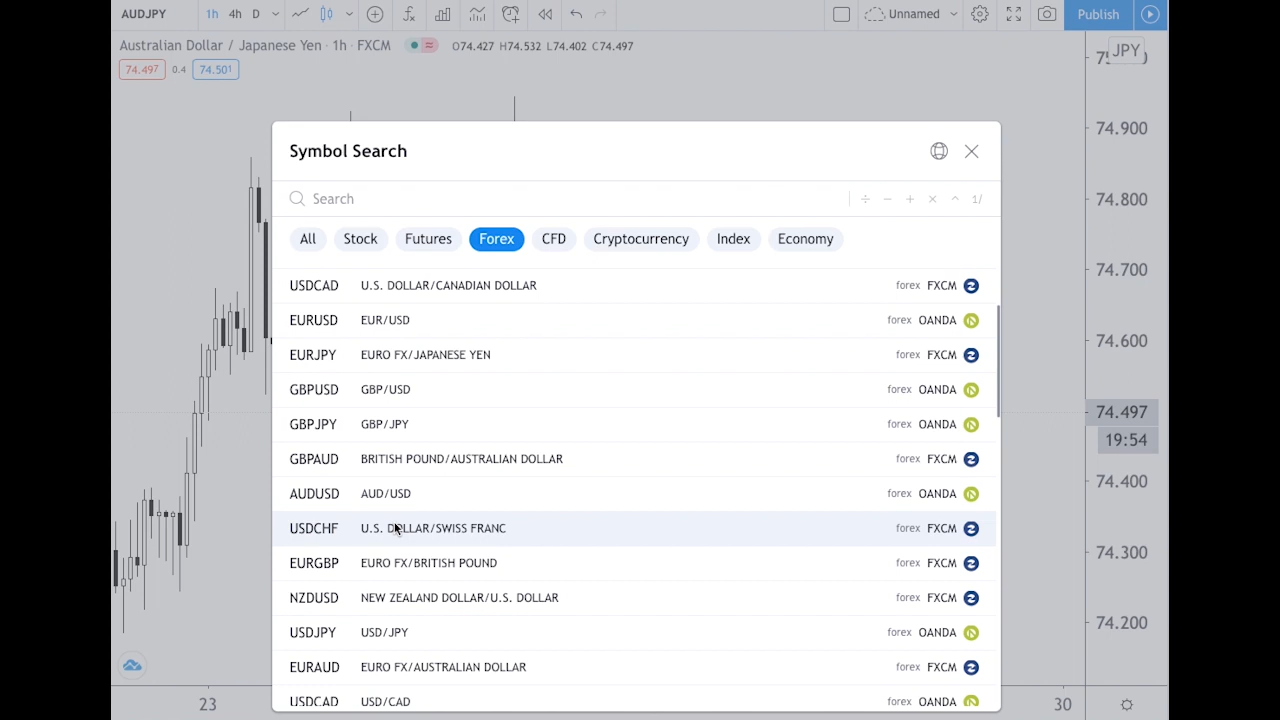 AUDJPY 1h 4h D Unnamed Publish
Australian Dollar / Japanese Yen · 1h · FXCM O74.427 H74.532 L74.402 C74.497
JPY
74.497 0.4 74.501
74.900
Symbol Search
74.800
Search ÷ − + × ^ 1/
All Stock Futures Forex CFD Cryptocurrency Index Economy
74.700
USDCAD U.S. DOLLAR/CANADIAN DOLLAR forex FXCM
EURUSD EUR/USD forex OANDA
74.600
EURJPY EURO FX/JAPANESE YEN forex FXCM
GBPUSD GBP/USD forex OANDA
74.497
GBPJPY GBP/JPY forex OANDA
19:54
GBPAUD BRITISH POUND/AUSTRALIAN DOLLAR forex FXCM
74.400
AUDUSD AUD/USD forex OANDA
USDCHF U.S. DOLLAR/SWISS FRANC forex FXCM
74.300
EURGBP EURO FX/BRITISH POUND forex FXCM
NZDUSD NEW ZEALAND DOLLAR/U.S. DOLLAR forex FXCM
74.200
USDJPY USD/JPY forex OANDA
EURAUD EURO FX/AUSTRALIAN DOLLAR forex FXCM
USDCAD USD/CAD forex OANDA
23 30